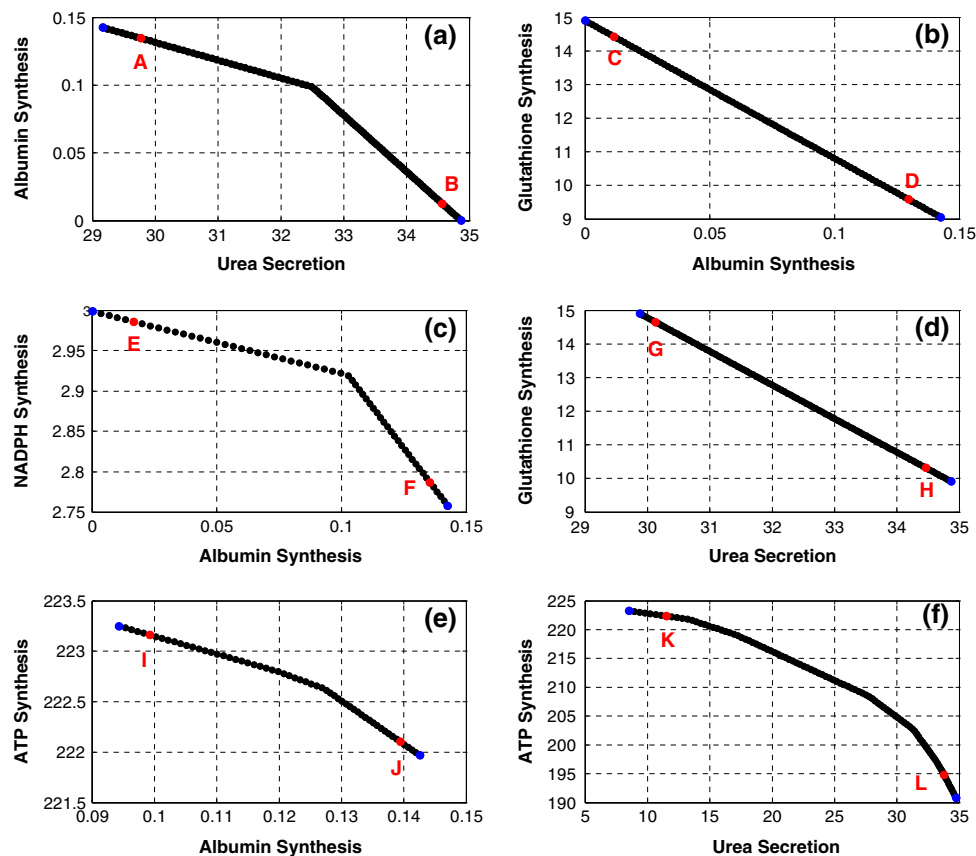 (a)
0.15
0.1
0.05
0
Albumin Synthesis
A
B
29 30 31 32 33 34 35
Urea Secretion
(b)
15
14
13
12
11
10
9
Glutathione Synthesis
C
D
0 0.05 0.1 0.15
Albumin Synthesis
(c)
3
2.95
2.9
2.85
2.8
2.75
NADPH Synthesis
E
F
0 0.05 0.1 0.15
Albumin Synthesis
(d)
15
14
13
12
11
10
9
Glutathione Synthesis
G
H
29 30 31 32 33 34 35
Urea Secretion
(e)
223.5
223
222.5
222
221.5
ATP Synthesis
I
J
0.09 0.1 0.11 0.12 0.13 0.14 0.15
Albumin Synthesis
(f)
225
220
215
210
205
200
195
190
ATP Synthesis
K
L
5 10 15 20 25 30 35
Urea Secretion